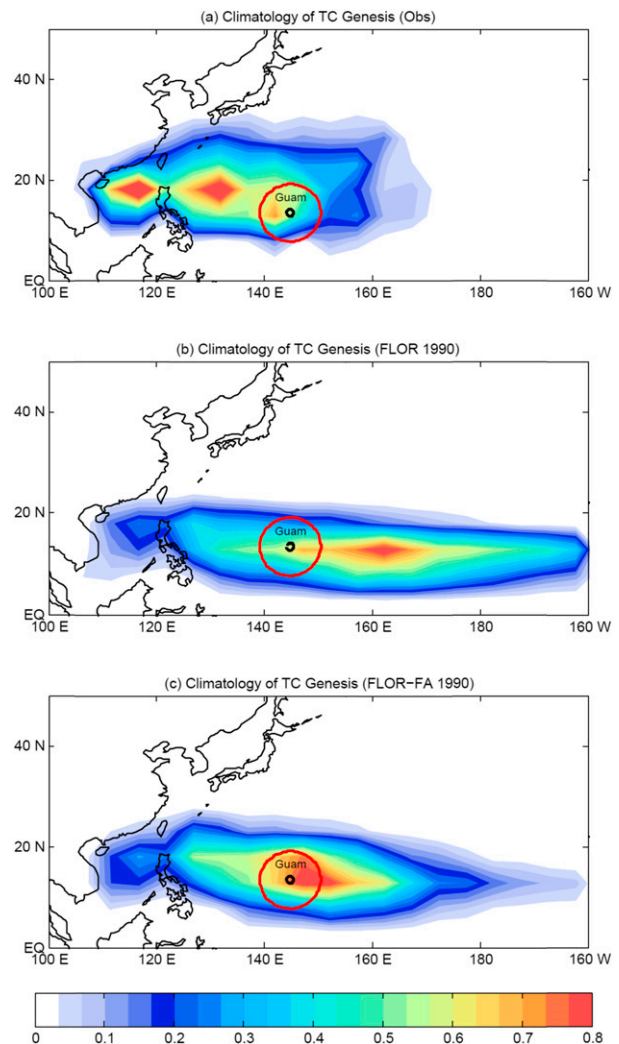 (a) Climatology of TC Genesis (Obs)
40 N
20 N
Guam
EQ
100 E 120 E 140 E 160 E 180 E 160 W
(b) Climatology of TC Genesis (FLOR 1990)
40 N
20 N
Guam
EQ
100 E 120 E 140 E 160 E 180 E 160 W
(c) Climatology of TC Genesis (FLOR−FA 1990)
40 N
20 N
Guam
EQ
100 E 120 E 140 E 160 E 180 E 160 W
0 0.1 0.2 0.3 0.4 0.5 0.6 0.7 0.8